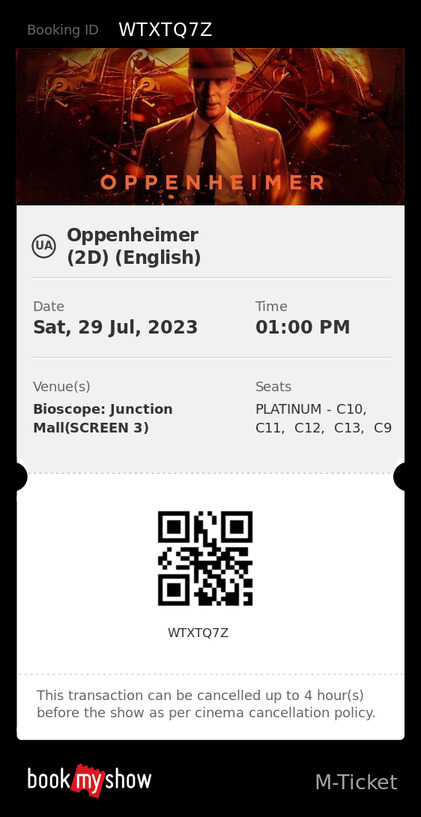 Booking ID WTXTQ7Z
OPPENHEIMER
UA
Oppenheimer
(2D) (English)
Date Time
Sat, 29 Jul, 2023 01:00 PM
Venue(s) Seats
Bioscope: Junction PLATINUM - C10,
Mall(SCREEN 3) C11, C12, C13, C9
WTXTQ7Z
This transaction can be cancelled up to 4 hour(s)
before the show as per cinema cancellation policy.
book my show M-Ticket